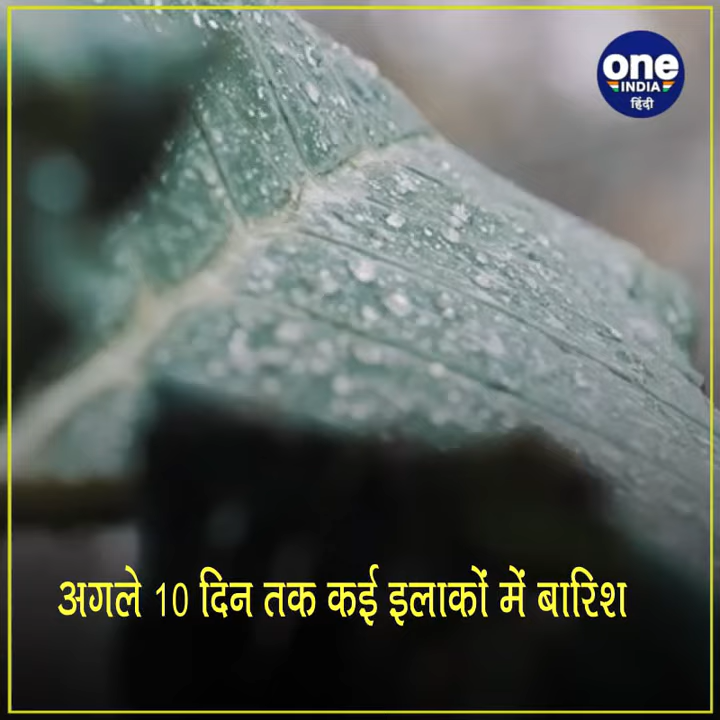 one
INDIA
हिंदी
अगले 10 दिन तक कई इलाकों में बारिश